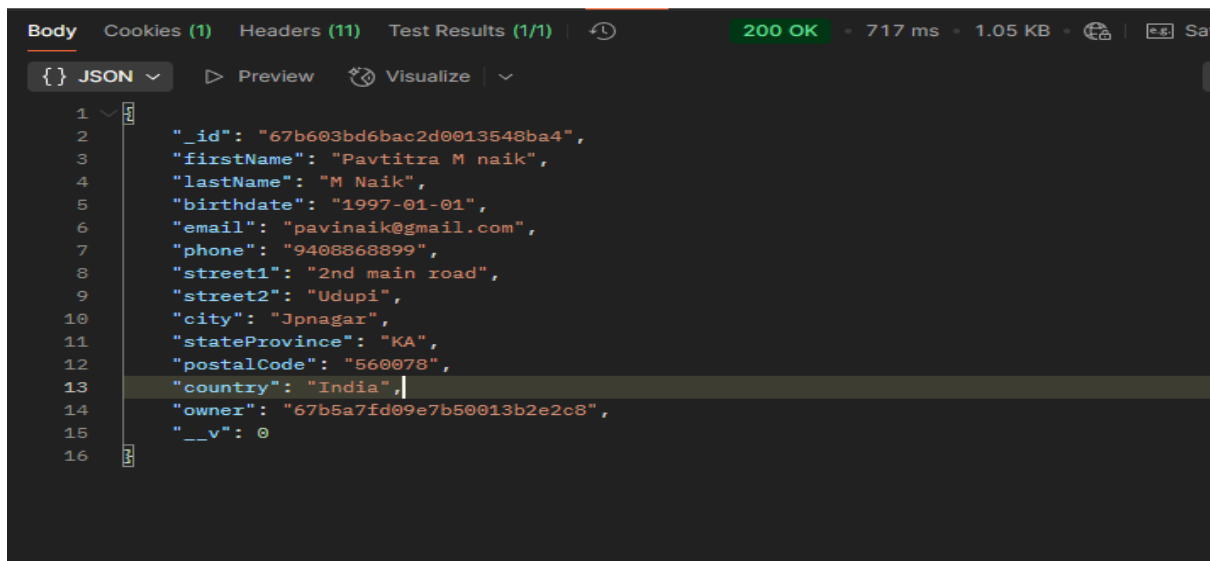 Body Cookies (1) Headers (11) Test Results (1/1) 200 OK • 717 ms • 1.05 KB • e.g. Sa
{} JSON Preview Visualize
1 {
2 "_id": "67b603bd6bac2d0013548ba4",
3 "firstName": "Pavtitra M naik",
4 "lastName": "M Naik",
5 "birthdate": "1997-01-01",
6 "email": "pavinaik@gmail.com",
7 "phone": "9408868899",
8 "street1": "2nd main road",
9 "street2": "Udupi",
10 "city": "Jpnagar",
11 "stateProvince": "KA",
12 "postalCode": "560078",
13 "country": "India",
14 "owner": "67b5a7fd09e7b50013b2e2c8",
15 "__v": 0
16 }